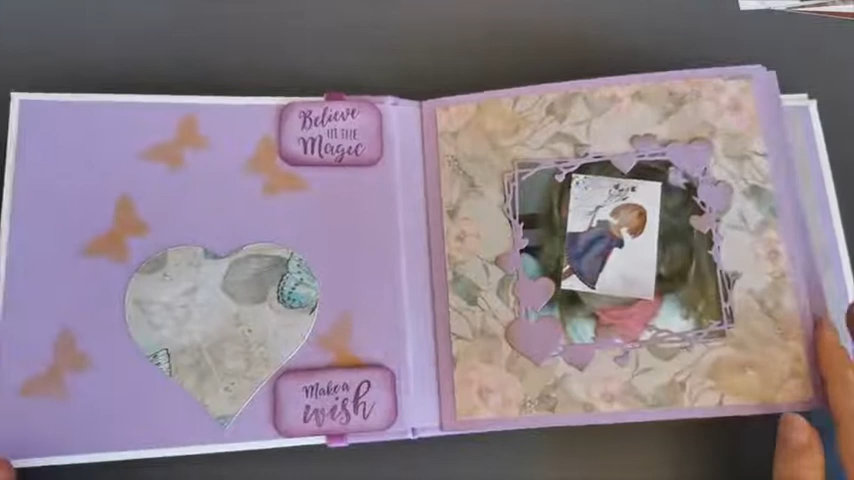 Believe
IN THE
Magic
Make a
wish